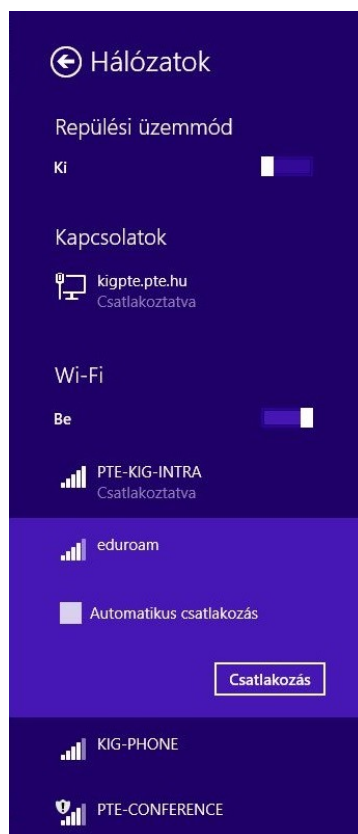 Hálózatok
Repülési üzemmód
Ki
Kapcsolatok
kigpte.pte.hu
Csatlakoztatva
Wi-Fi
Be
PTE-KIG-INTRA
Csatlakoztatva
eduroam
Automatikus csatlakozás
Csatlakozás
KIG-PHONE
PTE-CONFERENCE